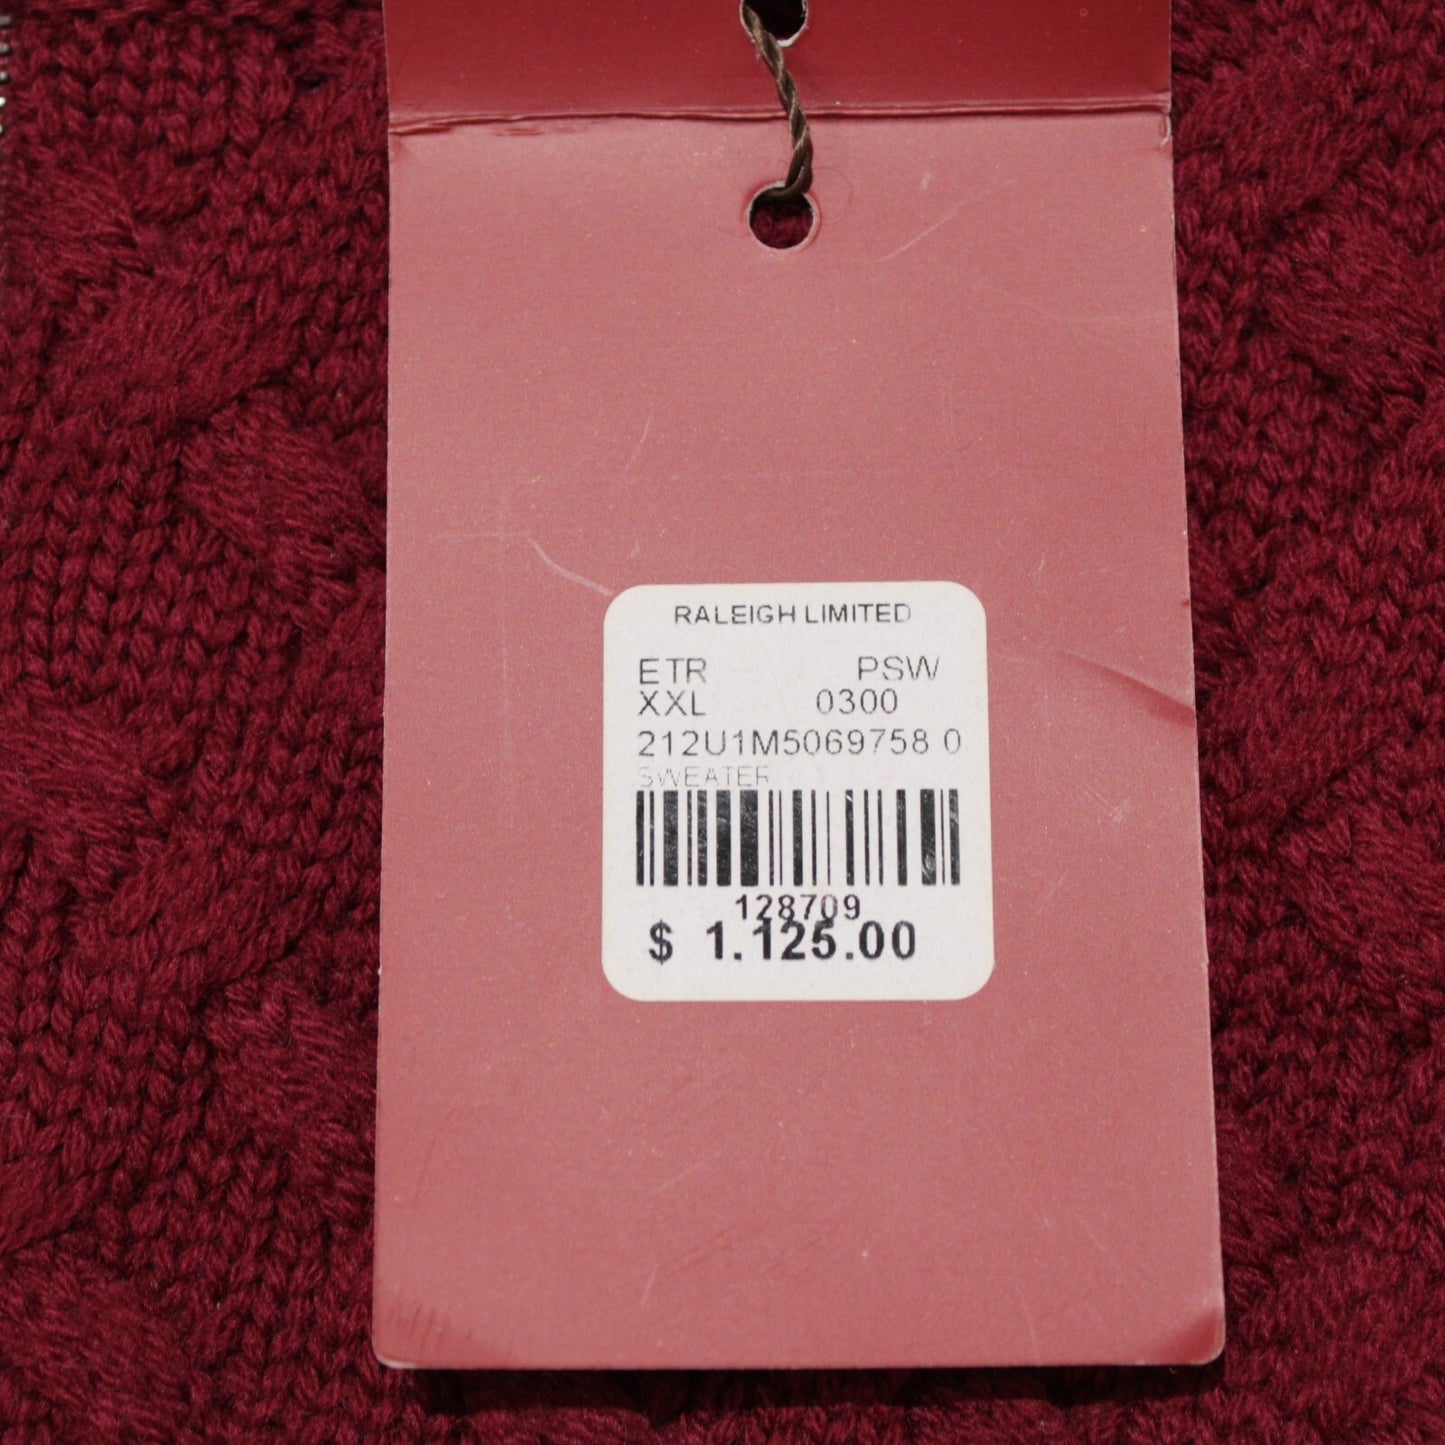 RALEIGH LIMITED
ETR PSW
XXL 0300
212U1M5069758 0
SWEATER
128709
$ 1.125.00